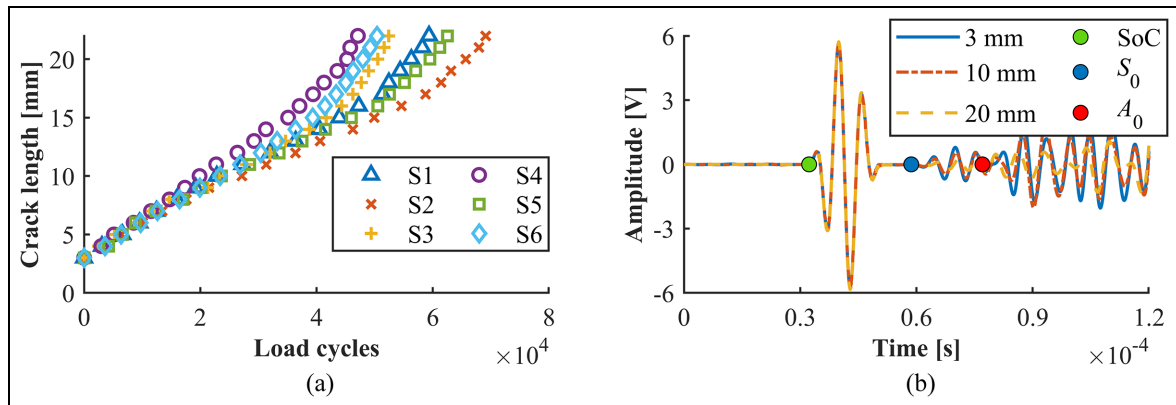 Crack length [mm]
20
15
10
5
0
S1 S4
S2 S5
S3 S6
0 2 4 6 8
Load cycles ×10^4
(a)
Amplitude [V]
6
3
0
-3
-6
3 mm SoC
10 mm S_0
20 mm A_0
0 0.3 0.6 0.9 1.2
Time [s] ×10^-4
(b)